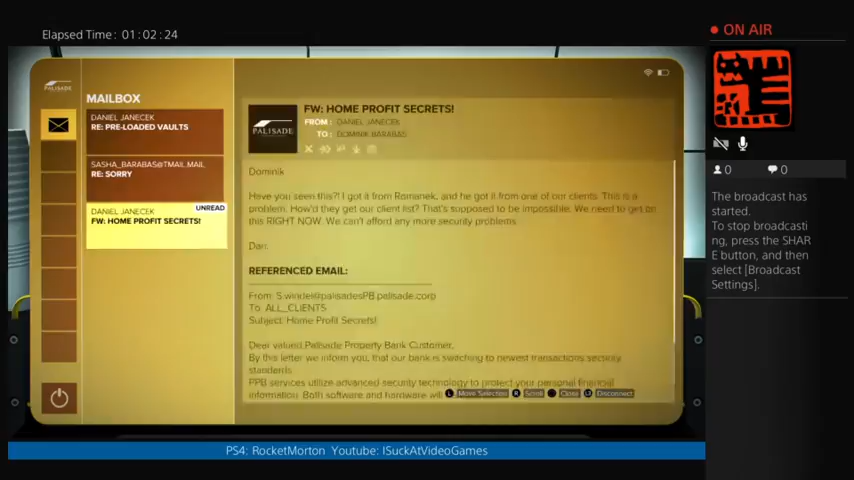 Elapsed Time: 01:02:24
ON AIR
PALISADE
MAILBOX
DANIEL JANECEK
RE: PRE-LOADED VAULTS
SASHA_BARABAS@TMAIL.MAIL
RE: SORRY
UNREAD
DANIEL JANECEK
FW: HOME PROFIT SECRETS!
PALISADE
FW: HOME PROFIT SECRETS!
FROM: DANIEL JANECEK
TO: DOMINIK BARABAS
Dominik
Have you seen this?! I got it from Romanek, and he got it from one of our clients. This is a
problem. How'd they get our client list? That's supposed to be impossible. We need to get on
this RIGHT NOW. We can't afford any more security problems.
Dan
REFERENCED EMAIL:
From: S.windel@palisadesPB.palisade.corp
To: ALL_CLIENTS
Subject: Home Profit Secrets!
Dear valued Palisade Property Bank Customer,
By this letter we inform you, that our bank is switching to newest transactions security
standards.
PPB services utilize advanced security technology to protect your personal financial
information. Both software and hardware will
L Move Selection R Scroll Close L3 Disconnect
0 0
The broadcast has
started.
To stop broadcasti
ng, press the SHAR
E button, and then
select [Broadcast
Settings].
PS4: RocketMorton Youtube: ISuckAtVideoGames